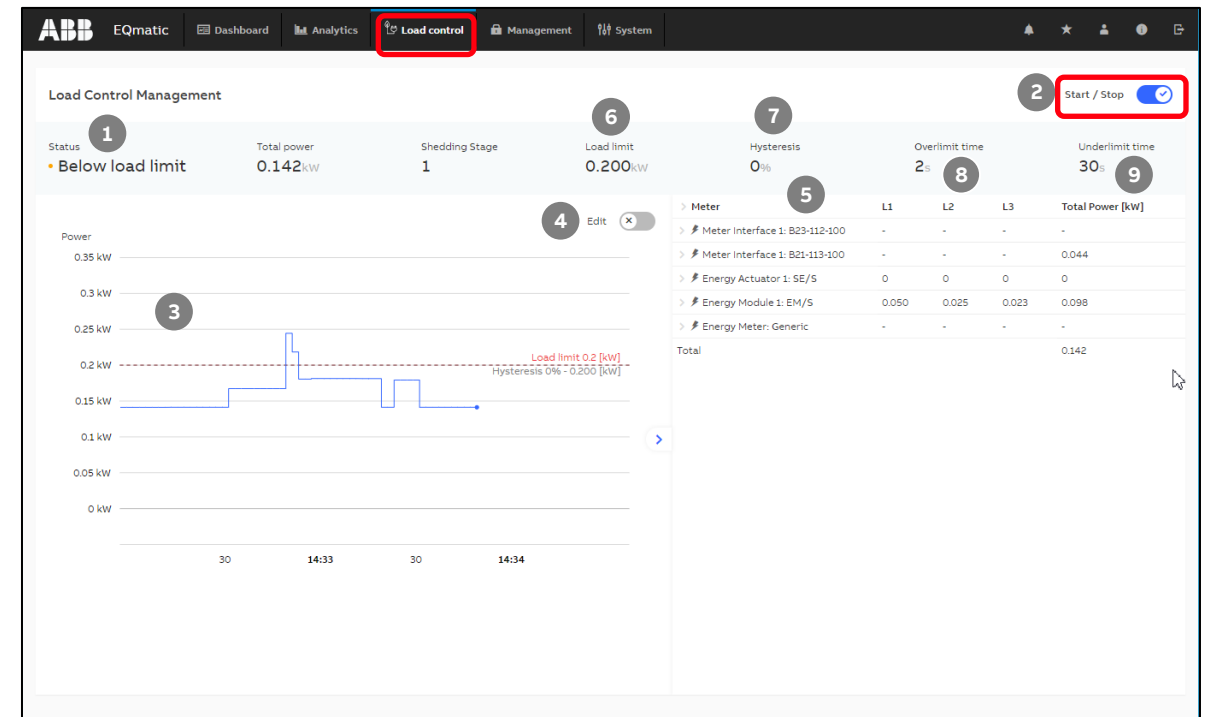 ABB EQmatic Dashboard Analytics Load control Management System
Load Control Management 2 Start / Stop
1 6 7
Status Total power Shedding Stage Load limit Hysteresis Overlimit time Underlimit time
Below load limit 0.142kW 1 0.200kW 0% 2s 30s
8 9
5
Meter L1 L2 L3 Total Power [kW]
4 Edit
Meter Interface 1: B23-112-100 - - - -
Meter Interface 1: B21-113-100 - - - 0.044
Energy Actuator 1: SE/S 0 0 0 0
Energy Module 1: EM/S 0.050 0.025 0.023 0.098
Energy Meter: Generic - - - -
Total 0.142
Power
0.35 kW
0.3 kW
3
0.25 kW
Load limit 0.2 [kW]
0.2 kW
Hysteresis 0% - 0.200 [kW]
0.15 kW
0.1 kW
0.05 kW
0 kW
30 14:33 30 14:34